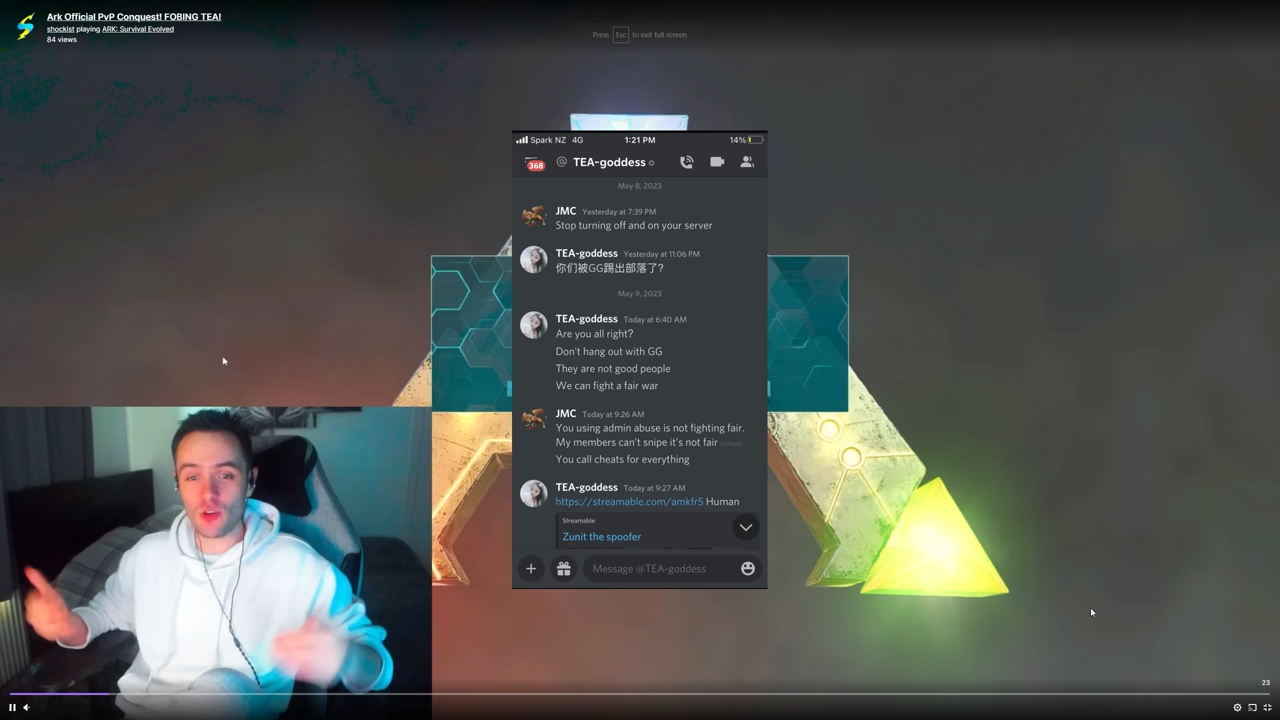 Ark Official PvP Conquest! FOBING TEA!
shockist playing ARK: Survival Evolved
84 views
Press Esc to exit full screen
Spark NZ 4G 1:21 PM 14%
368 @ TEA-goddess
May 8, 2023
JMC Yesterday at 7:39 PM
Stop turning off and on your server
TEA-goddess Yesterday at 11:06 PM
你们被GG踢出部落了?
May 9, 2023
TEA-goddess Today at 6:40 AM
Are you all right?
Don't hang out with GG
They are not good people
We can fight a fair war
JMC Today at 9:26 AM
You using admin abuse is not fighting fair.
My members can't snipe it's not fair (edited)
You call cheats for everything
TEA-goddess Today at 9:27 AM
https://streamable.com/amkfr5 Human
Streamable
Zunit the spoofer
Message @TEA-goddess
23